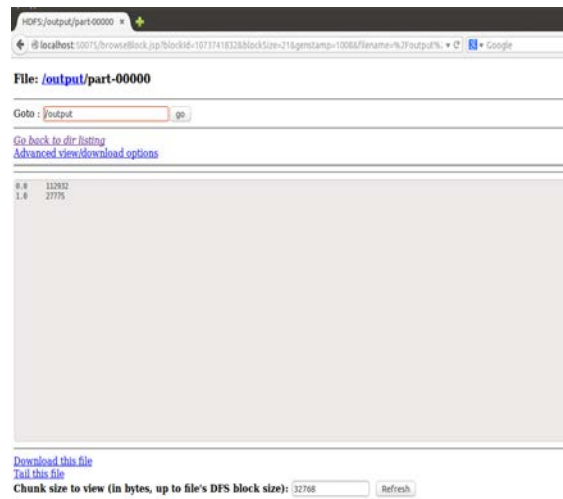 HDFS:/output/part-00000
localhost:50075/browseBlock.jsp?blockId=1073741832&blockSize=21&genstamp=1008&filename=%2Foutput%. Google
File: /output/part-00000
Goto : /output go
Go back to dir listing
Advanced view/download options
0.0 112932
1.0 27775
Download this file
Tail this file
Chunk size to view (in bytes, up to file's DFS block size): 32768 Refresh